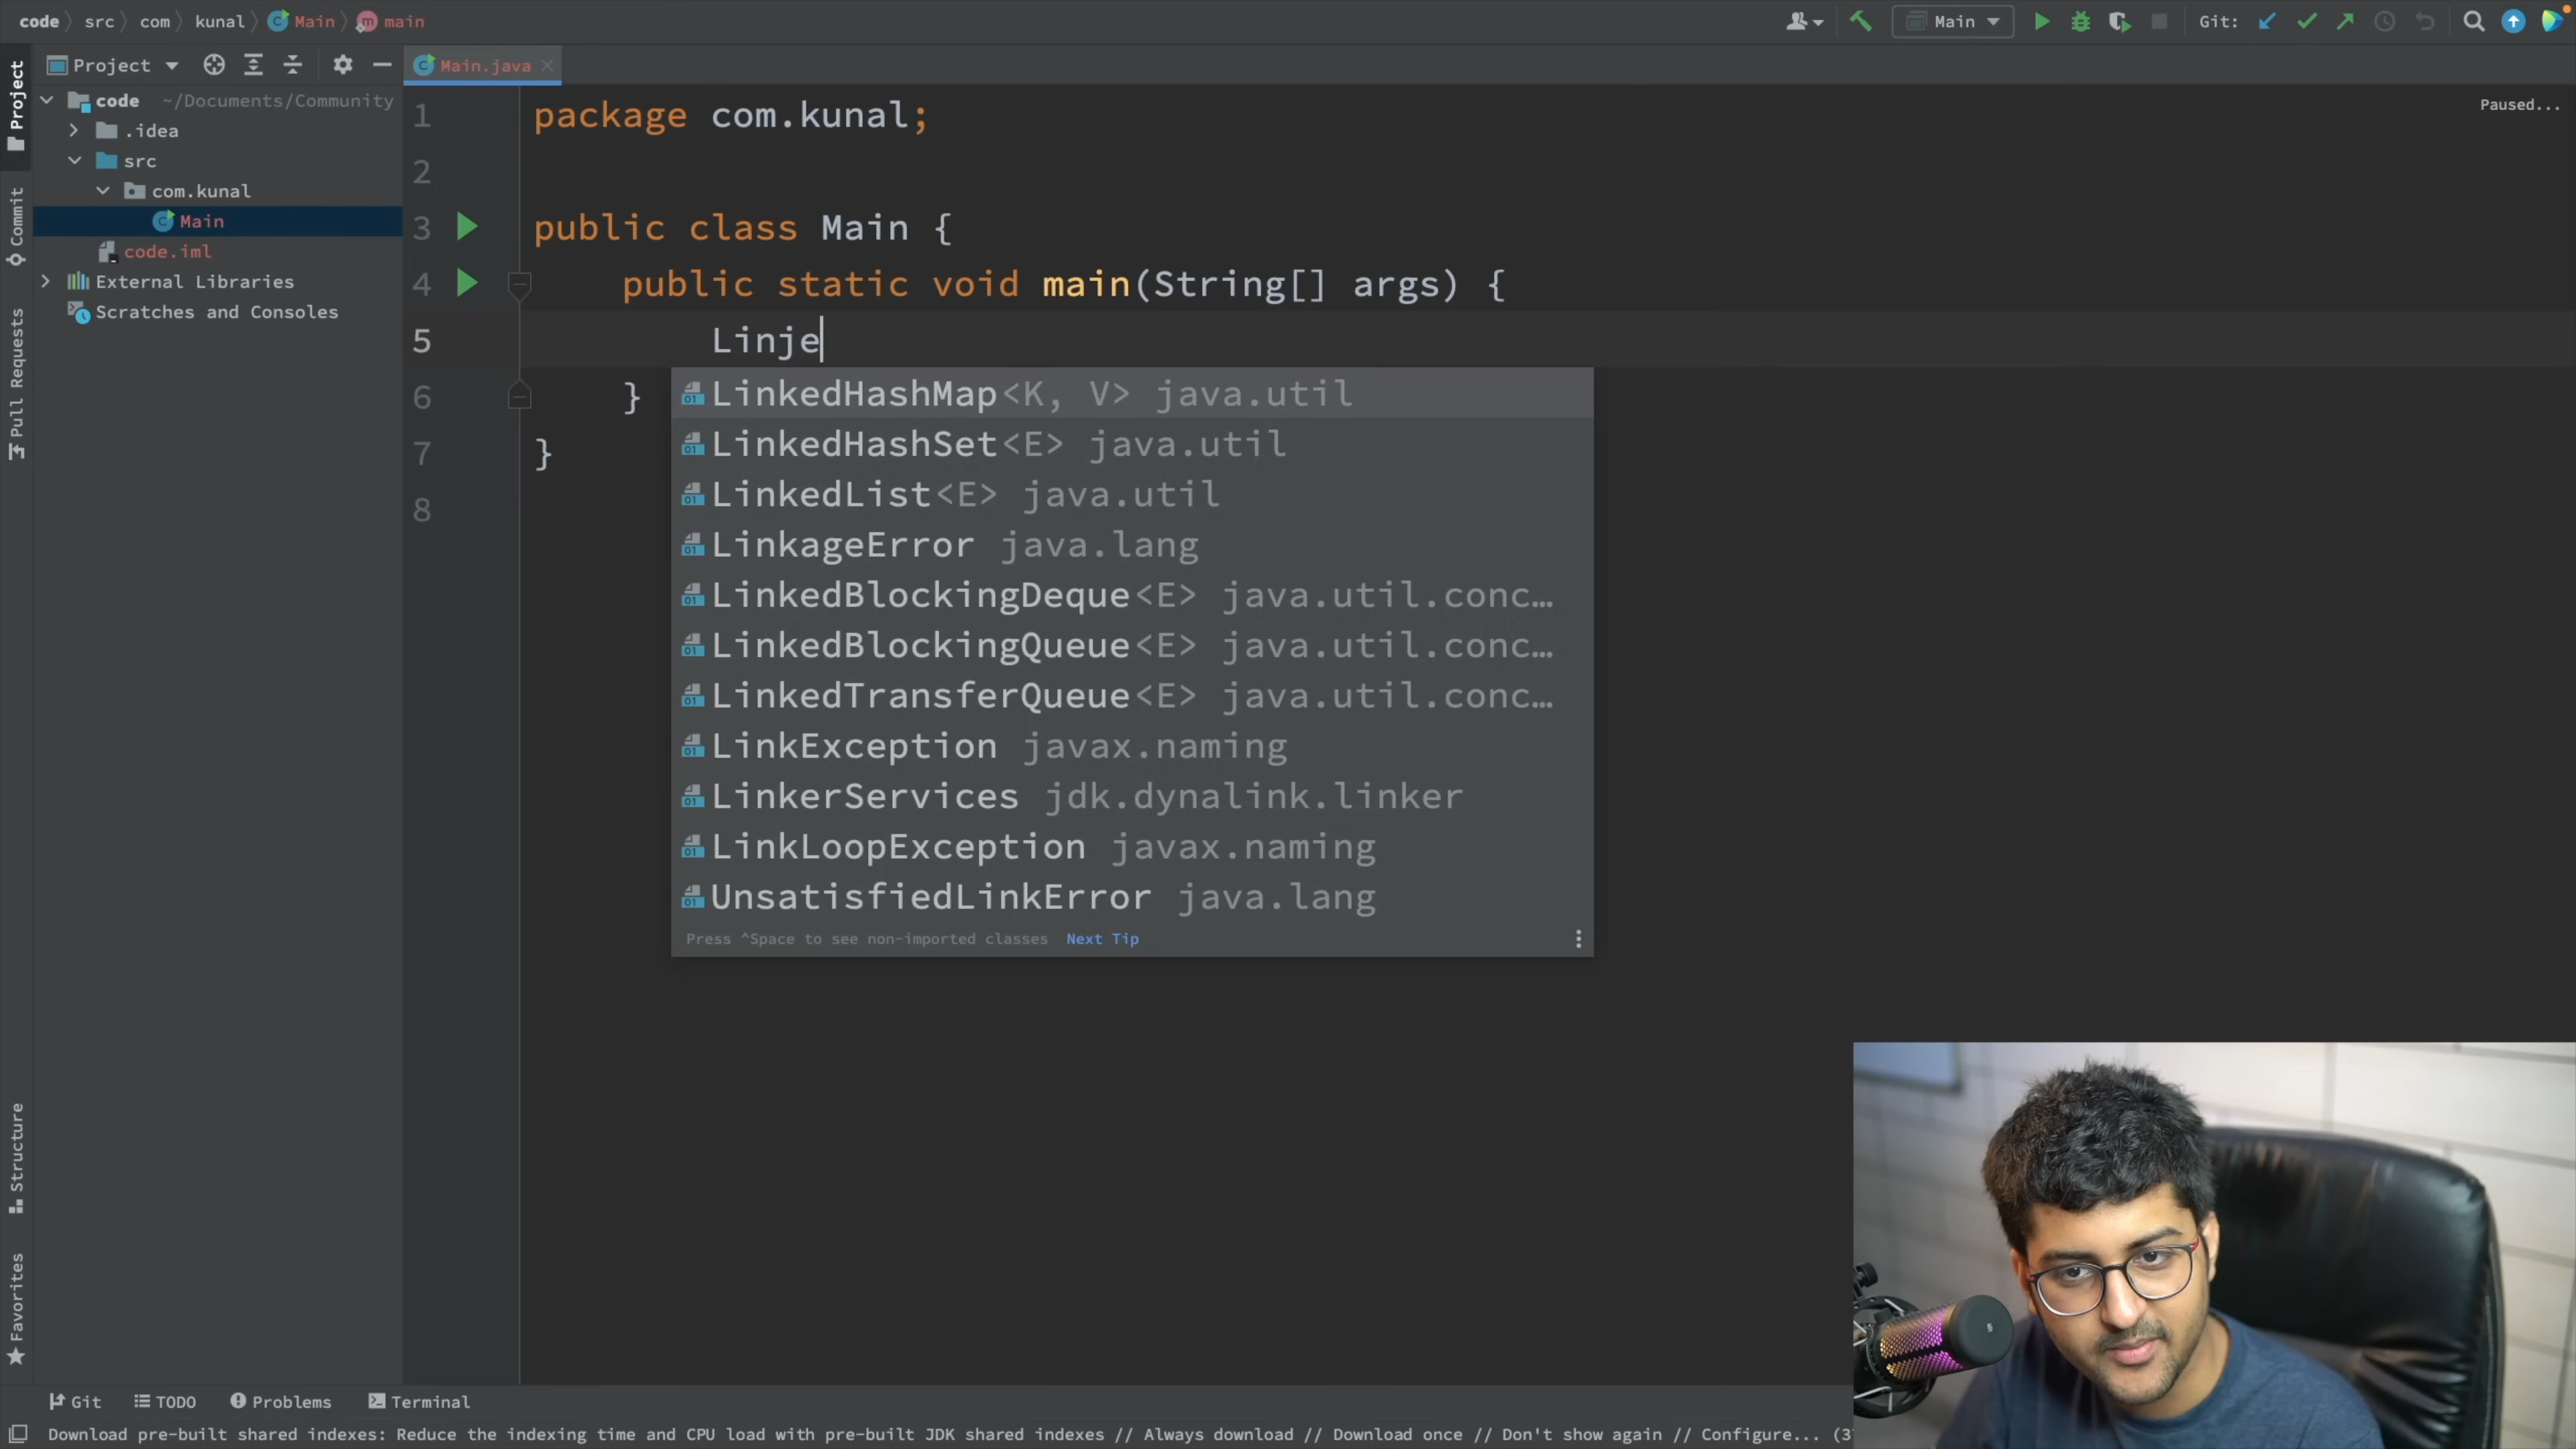 code src com kunal Main main
Main Git:
Project
Main.java
code ~/Documents/Community
.idea
src
com.kunal
Main
code.iml
External Libraries
Scratches and Consoles
Project
Commit
Pull Requests
Structure
Favorites
Paused...
1 package com.kunal;
2
3 public class Main {
4 public static void main(String[] args) {
5 Linje
6 }
7 }
8
LinkedHashMap<K, V> java.util
LinkedHashSet<E> java.util
LinkedList<E> java.util
LinkageError java.lang
LinkedBlockingDeque<E> java.util.conc…
LinkedBlockingQueue<E> java.util.conc…
LinkedTransferQueue<E> java.util.conc…
LinkException javax.naming
LinkerServices jdk.dynalink.linker
LinkLoopException javax.naming
UnsatisfiedLinkError java.lang
Press ^Space to see non-imported classes Next Tip
Git TODO Problems Terminal
Download pre-built shared indexes: Reduce the indexing time and CPU load with pre-built JDK shared indexes // Always download // Download once // Don't show again // Configure...